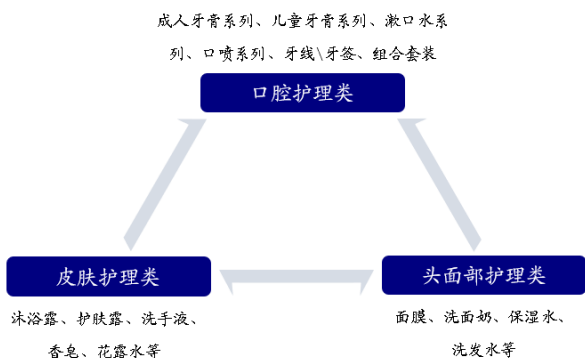 成人牙膏系列、儿童牙膏系列、漱口水系
列、口喷系列、牙线\牙签、组合套装
口腔护理类
皮肤护理类
沐浴露、护肤露、洗手液、
香皂、花露水等
头面部护理类
面膜、洗面奶、保湿水、
洗发水等